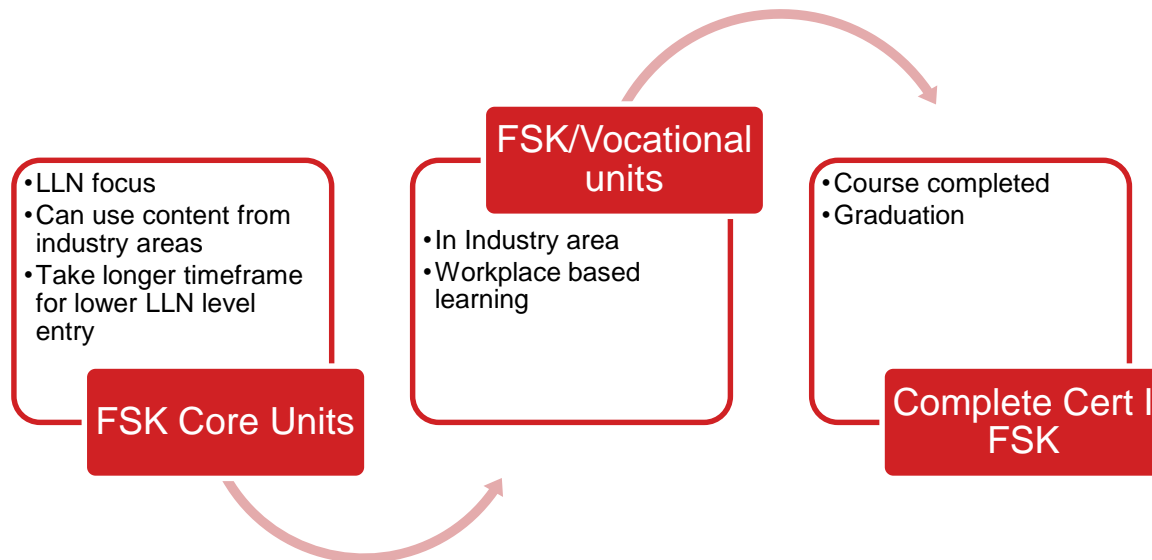 •LLN focus
•Can use content from
industry areas
•Take longer timeframe
for lower LLN level
entry
FSK Core Units
FSK/Vocational
units
•In Industry area
•Workplace based
learning
•Course completed
•Graduation
Complete Cert I
FSK